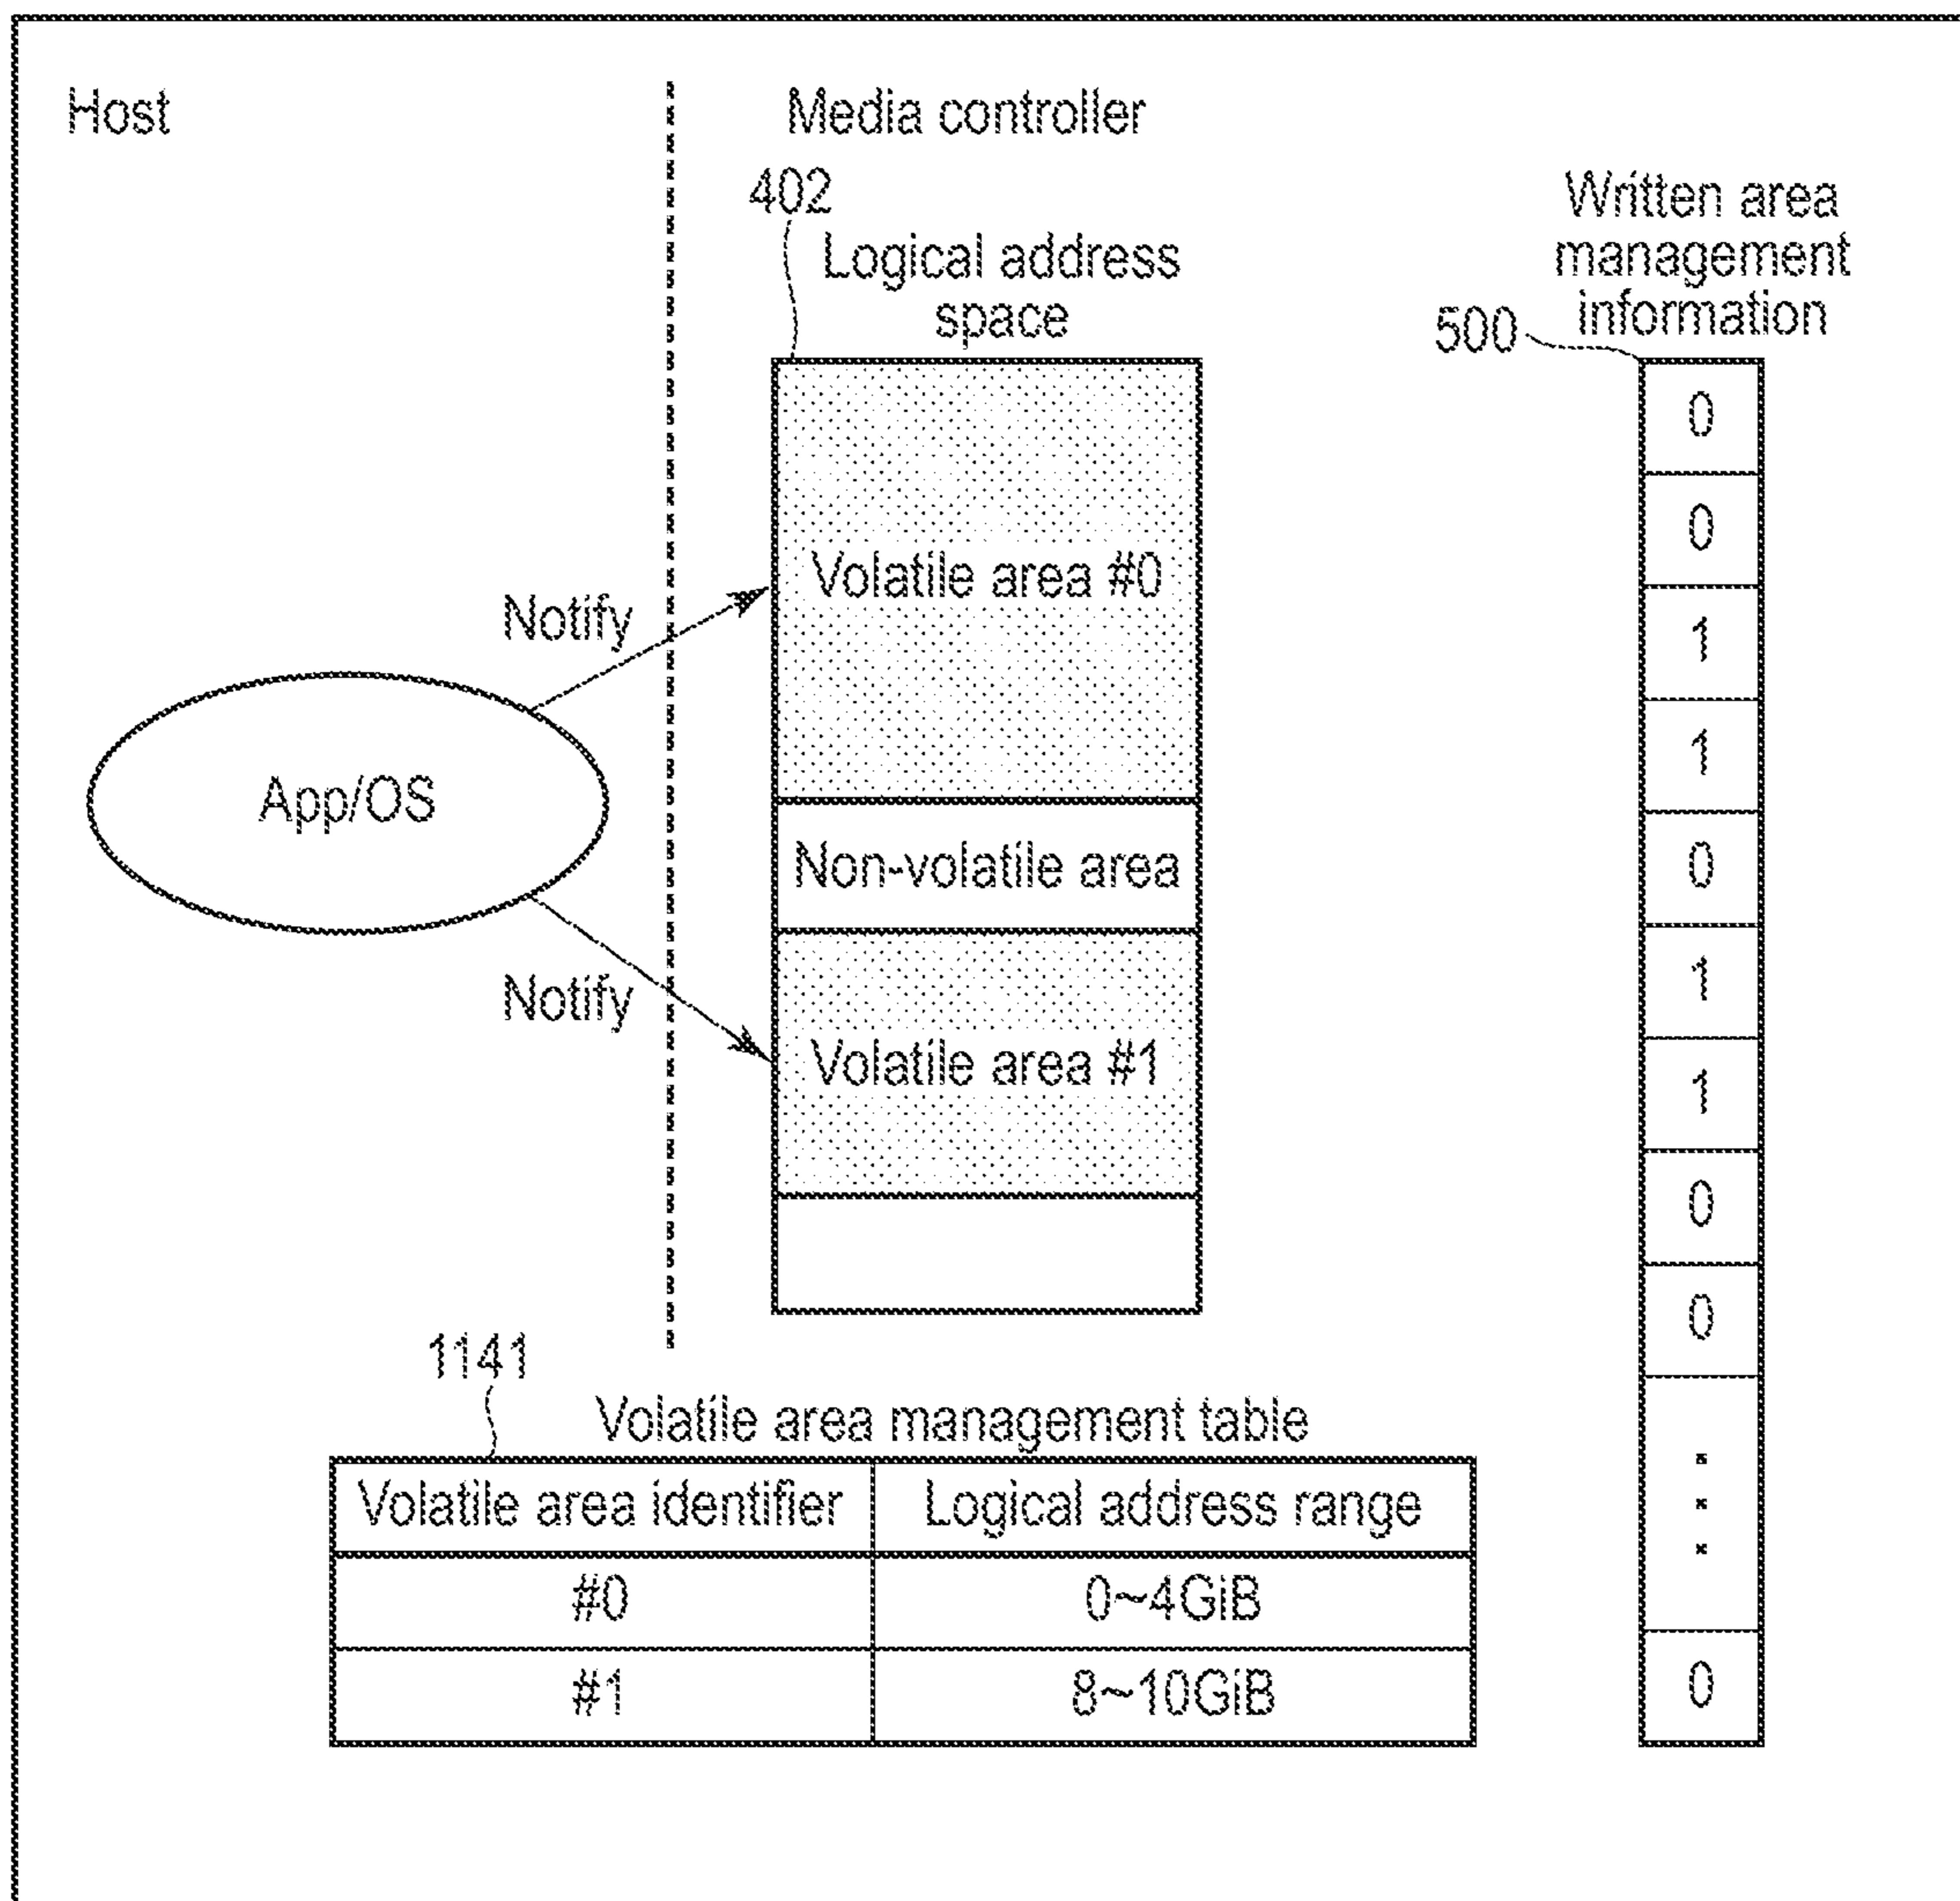 Host
Media controller
402
Logical address
space
Written area
management
information
500
Volatile area #0
Notify
App/OS
Non-volatile area
Notify
Volatile area #1
0
0
1
1
0
1
1
0
0
0
1141
Volatile area management table
Volatile area identifier
Logical address range
#0
0~4GiB
#1
8~10GiB